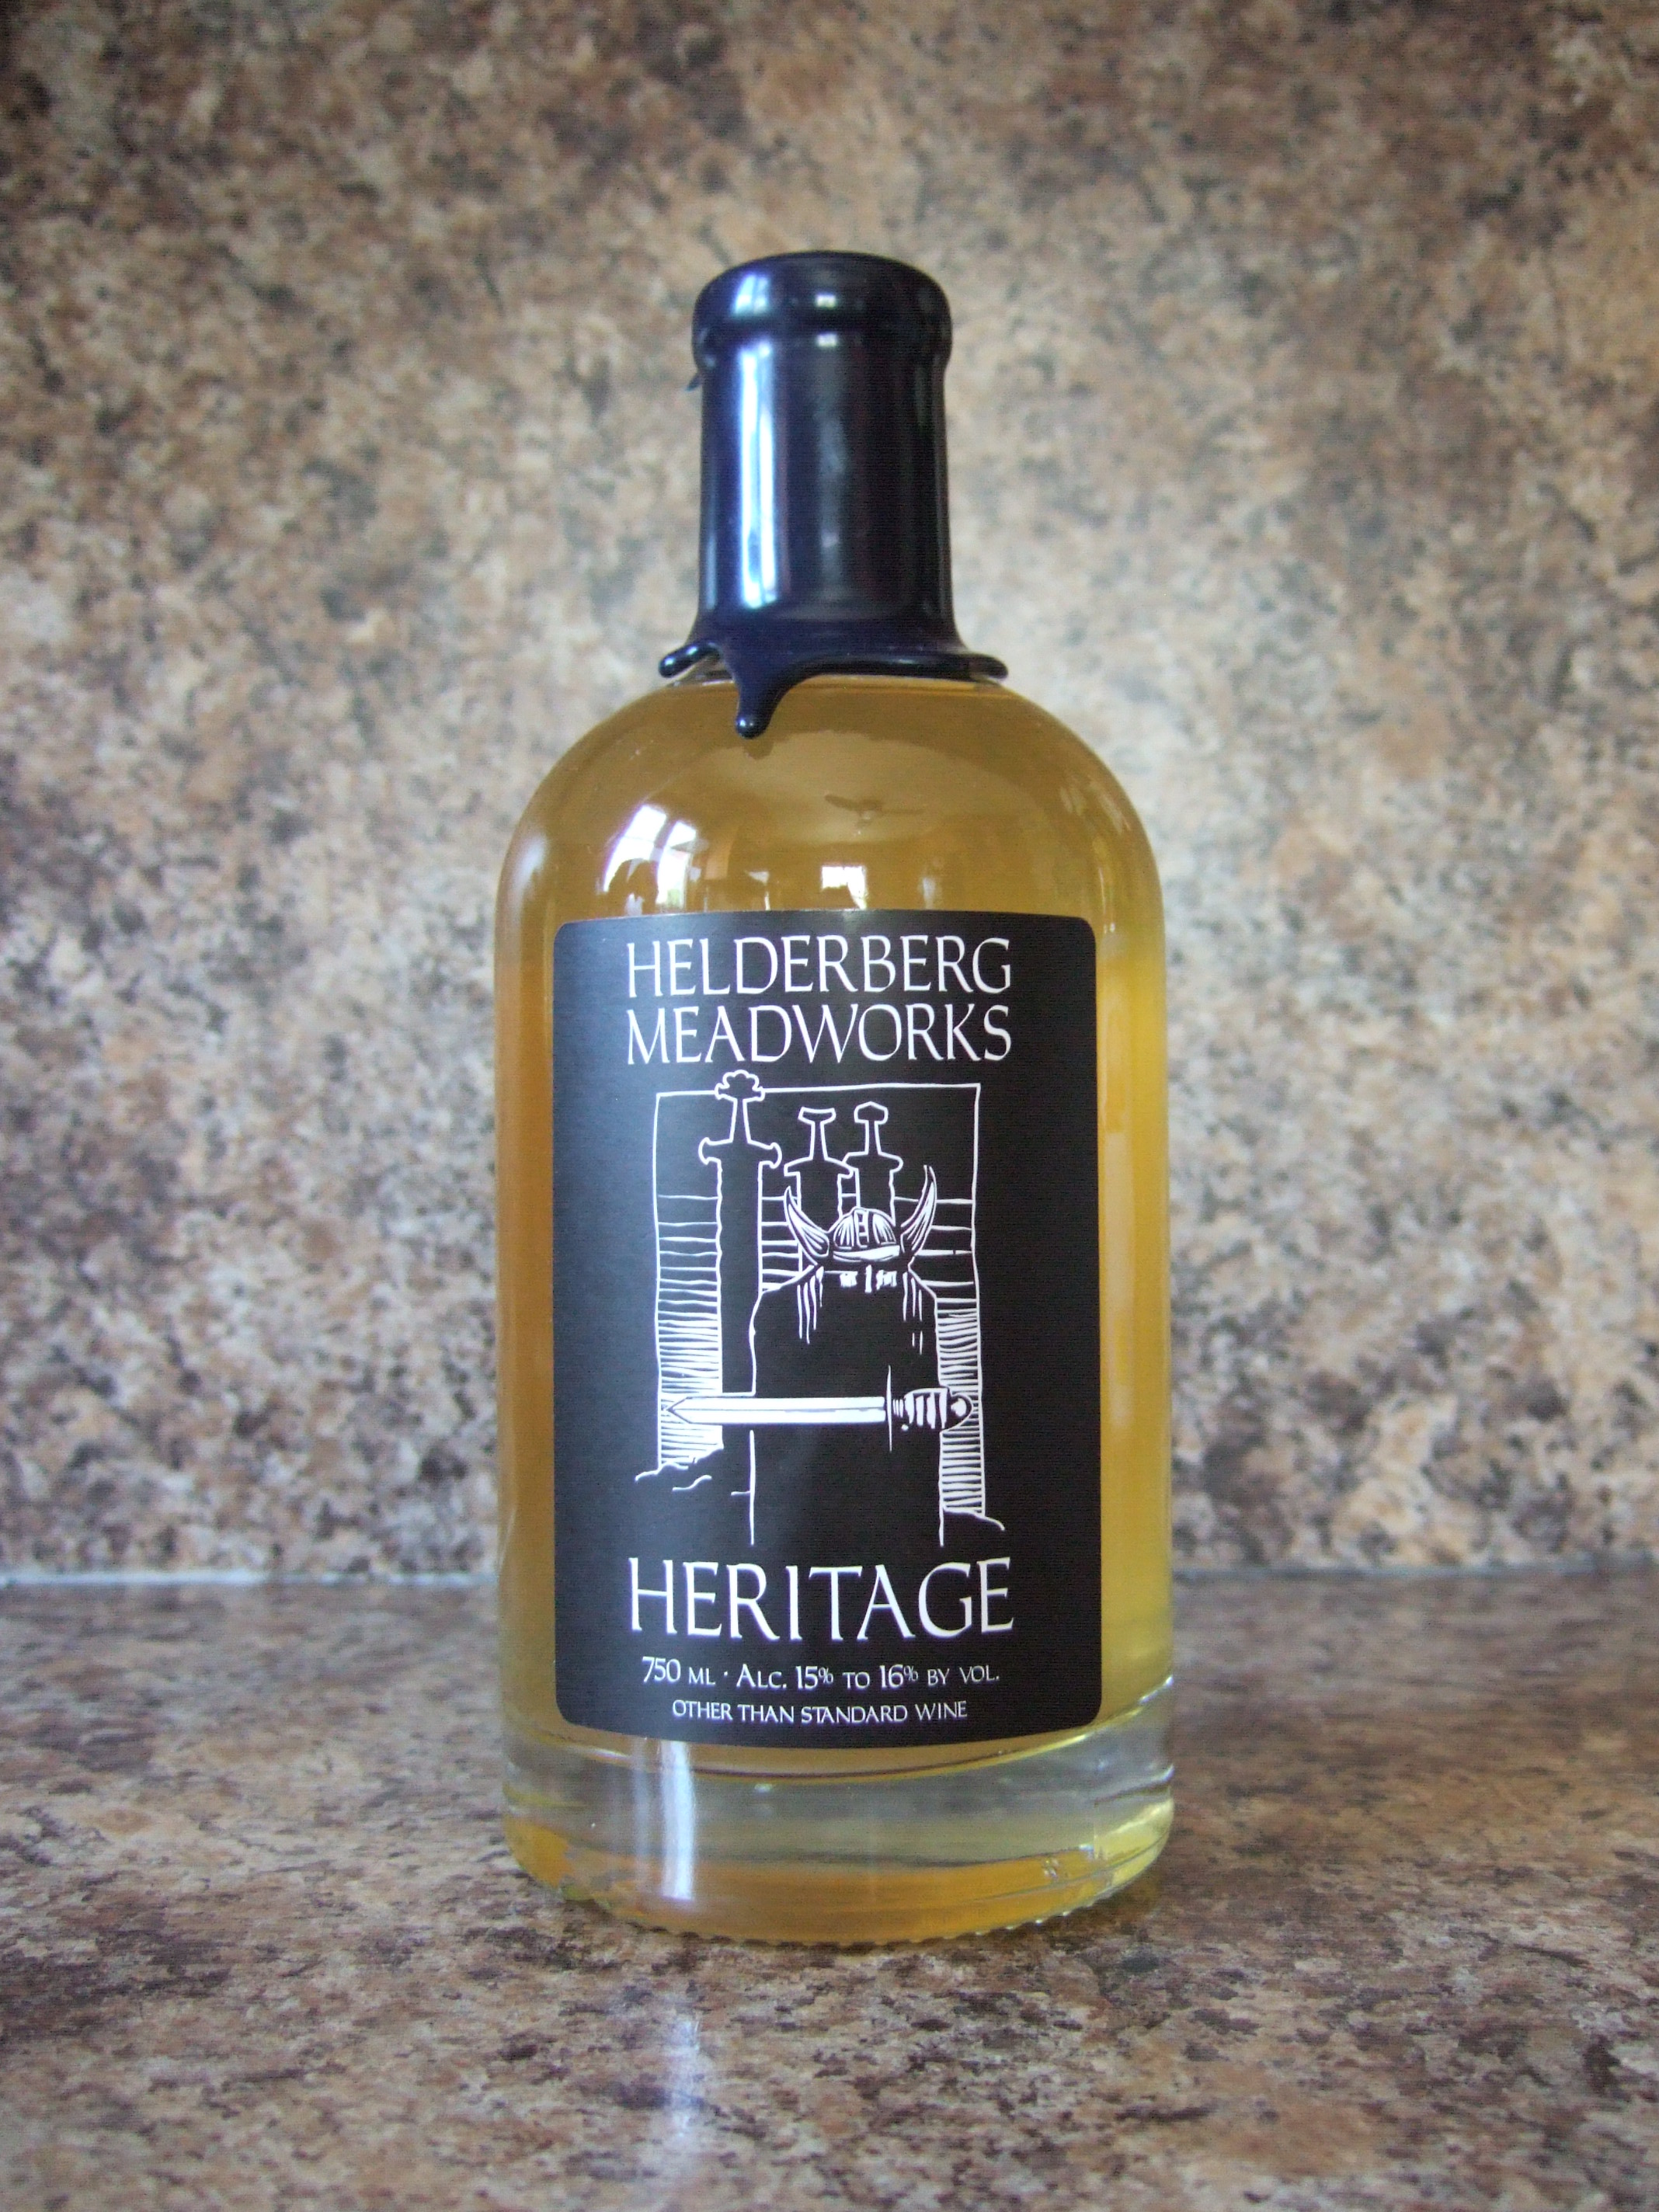 HELDERBERG
MEADWORKS
HERITAGE
750 ML · ALC. 15% TO 16% BY VOL.
OTHER THAN STANDARD WINE